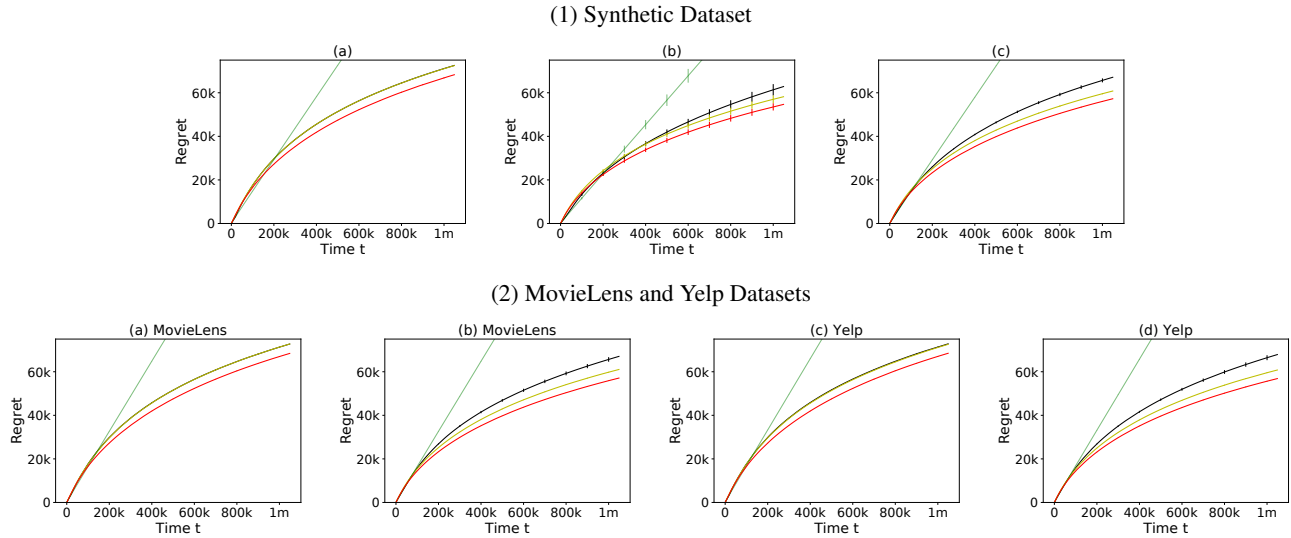 (1) Synthetic Dataset
(a)
Regret
60k
40k
20k
0
0 200k 400k 600k 800k 1m
Time t
(b)
Regret
60k
40k
20k
0
0 200k 400k 600k 800k 1m
Time t
(c)
Regret
60k
40k
20k
0
0 200k 400k 600k 800k 1m
Time t
(2) MovieLens and Yelp Datasets
(a) MovieLens
Regret
60k
40k
20k
0
0 200k 400k 600k 800k 1m
Time t
(b) MovieLens
Regret
60k
40k
20k
0
0 200k 400k 600k 800k 1m
Time t
(c) Yelp
Regret
60k
40k
20k
0
0 200k 400k 600k 800k 1m
Time t
(d) Yelp
Regret
60k
40k
20k
0
0 200k 400k 600k 800k 1m
Time t